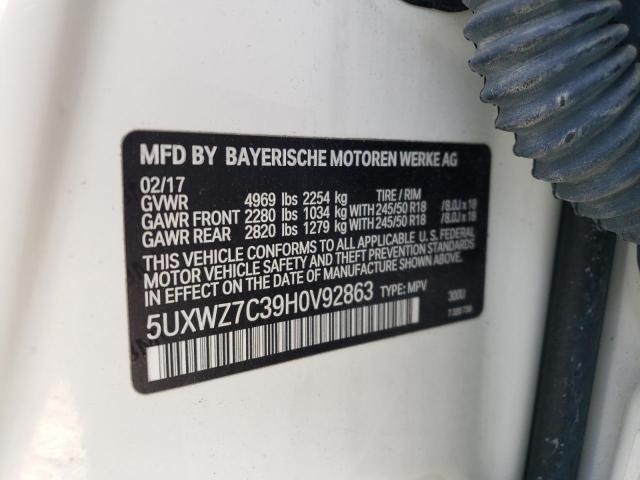 MFD BY BAYERISCHE MOTOREN WERKE AG
02/17 TIRE / RIM
GVWR 4969 lbs 2254 kg
GAWR FRONT 2280 lbs 1034 kg WITH 245/50 R18 / 8.0J x 18
GAWR REAR 2820 lbs 1279 kg WITH 245/50 R18 / 8.0J x 18
THIS VEHICLE CONFORMS TO ALL APPLICABLE U.S. FEDERAL
MOTOR VEHICLE SAFETY AND THEFT PREVENTION STANDARDS
IN EFFECT ON THE DATE OF MANUFACTURE SHOWN ABOVE.
5UXWZ7C39H0V92863 TYPE: MPV 300U